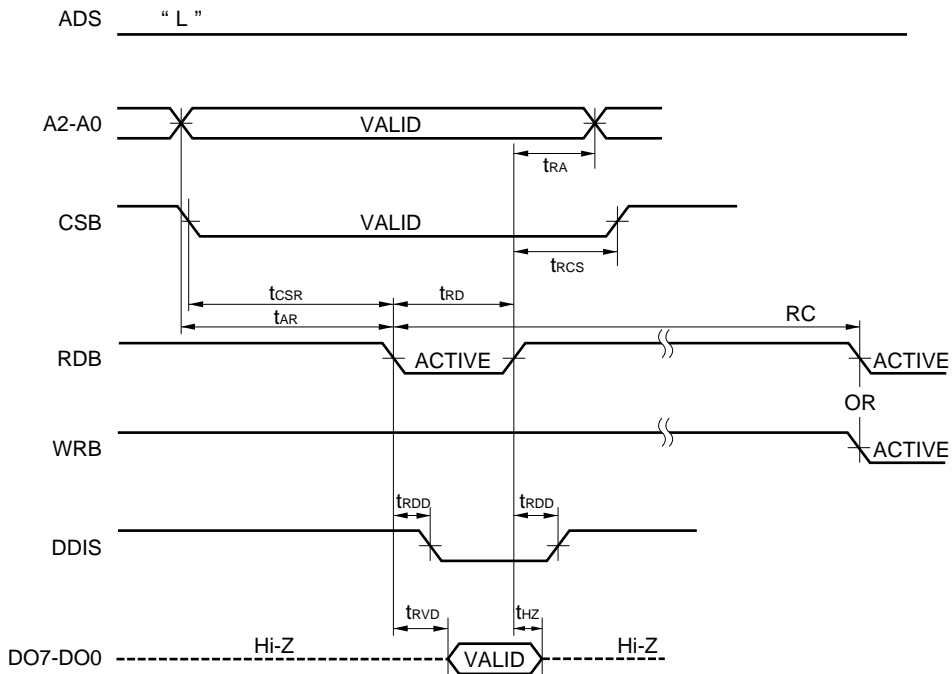 ADS “ L ”
A2-A0 VALID
tRA
CSB VALID
tRCS
tCSR tRD
tAR RC
RDB ACTIVE ACTIVE
OR
WRB ACTIVE
tRDD tRDD
DDIS
tRVD tHZ
DO7-DO0 Hi-Z VALID Hi-Z